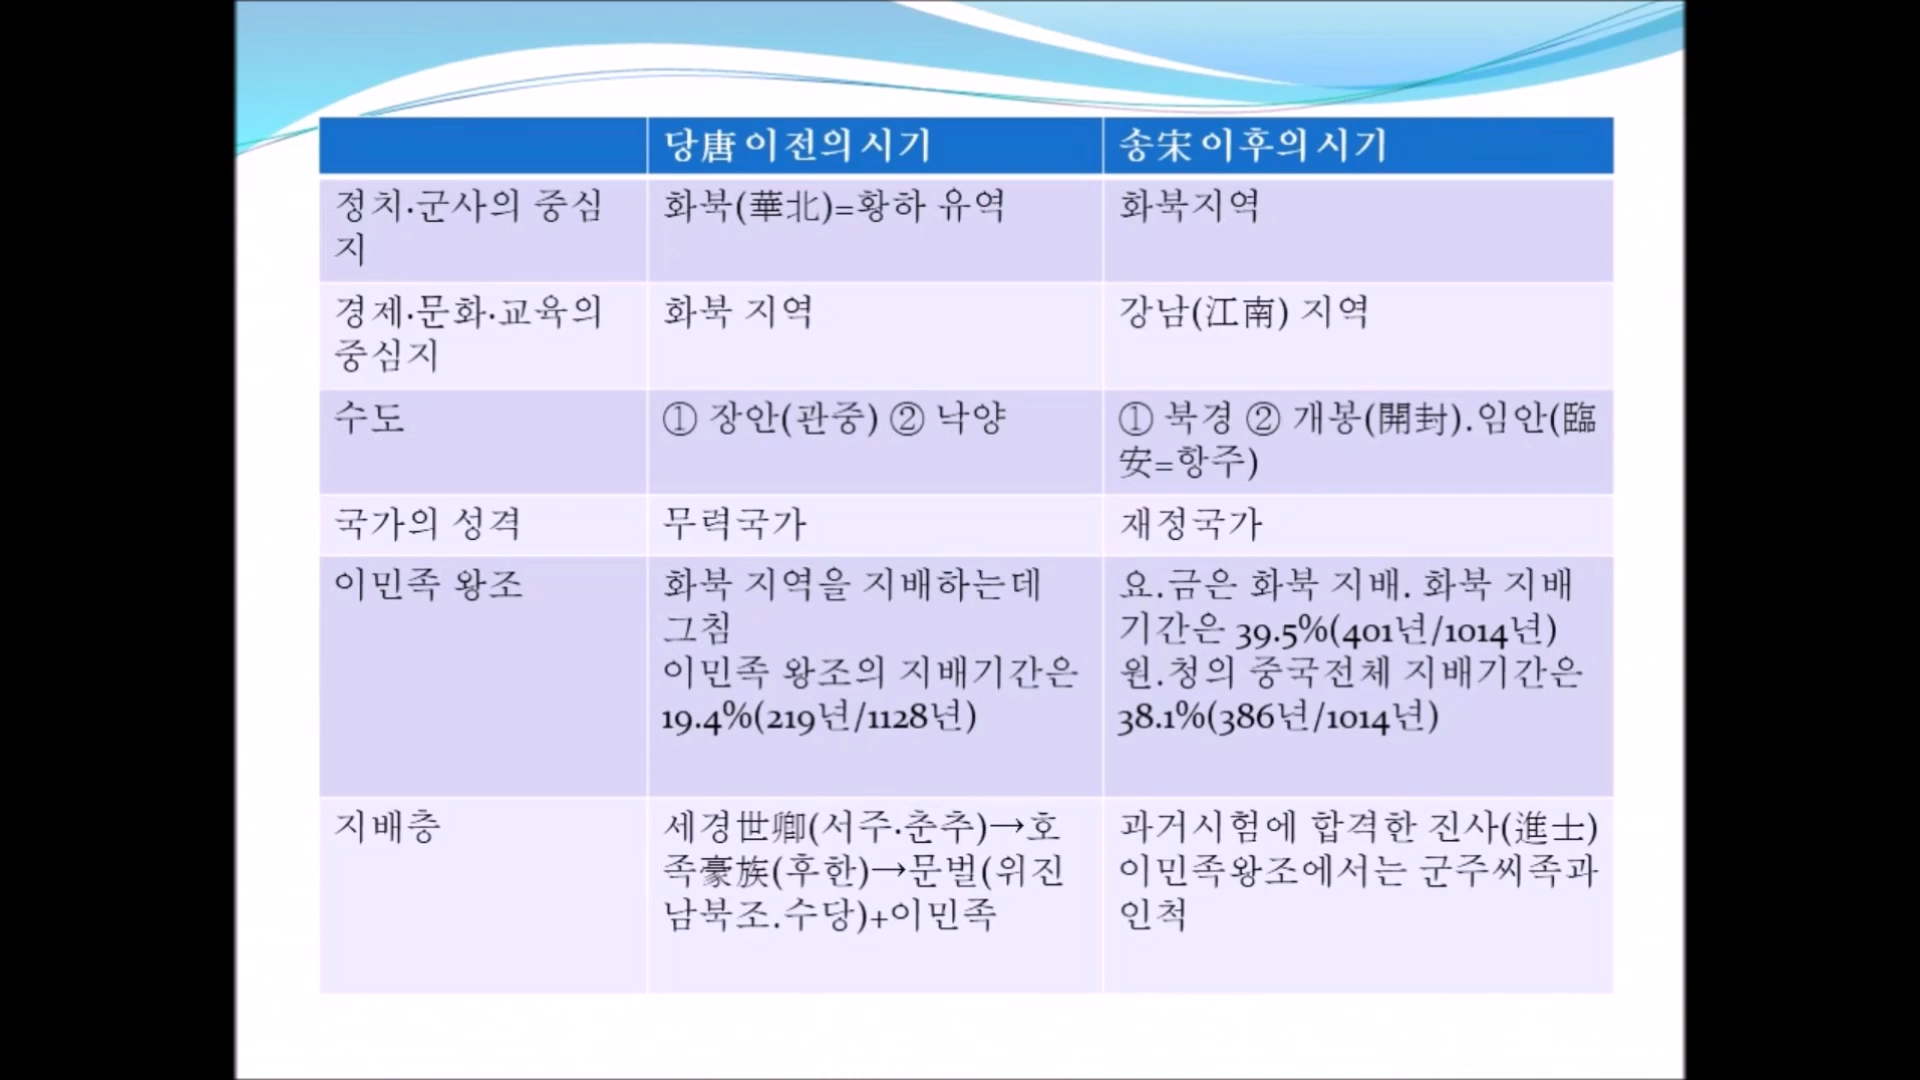 당唐 이전의 시기
송宋 이후의 시기
정치·군사의 중심
지
화북(華北)=황하 유역
화북지역
경제·문화·교육의
중심지
화북 지역
강남(江南) 지역
수도
① 장안(관중) ② 낙양
① 북경 ② 개봉(開封).임안(臨
安=항주)
국가의 성격
무력국가
재정국가
이민족 왕조
화북 지역을 지배하는데
그침
이민족 왕조의 지배기간은
19.4%(219년/1128년)
요.금은 화북 지배. 화북 지배
기간은 39.5%(401년/1014년)
원.청의 중국전체 지배기간은
38.1%(386년/1014년)
지배층
세경世卿(서주·춘추)→호
족豪族(후한)→문벌(위진
남북조.수당)+이민족
과거시험에 합격한 진사(進士)
이민족왕조에서는 군주씨족과
인척